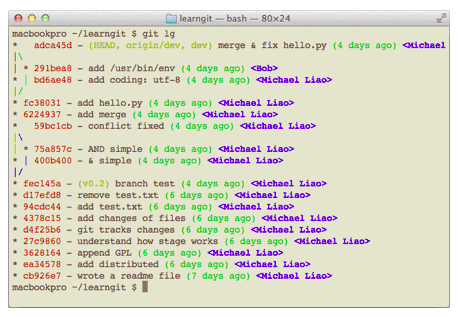 learngit — bash — 80×24
macbookpro ~/learngit $ git lg
*   adca45d - (HEAD, origin/dev, dev) merge & fix hello.py (4 days ago) <Michael
|\
| * 291bea8 - add /usr/bin/env (4 days ago) <Bob>
* | bd6ae48 - add coding: utf-8 (4 days ago) <Michael Liao>
|/
* fc38031 - add hello.py (4 days ago) <Michael Liao>
* 6224937 - add merge (4 days ago) <Michael Liao>
*   59bc1cb - conflict fixed (4 days ago) <Michael Liao>
|\
| * 75a857c - AND simple (4 days ago) <Michael Liao>
* | 400b400 - & simple (4 days ago) <Michael Liao>
|/
* fec145a - (v0.2) branch test (4 days ago) <Michael Liao>
* d17efd8 - remove test.txt (6 days ago) <Michael Liao>
* 94cdc44 - add test.txt (6 days ago) <Michael Liao>
* 4378c15 - add changes of files (6 days ago) <Michael Liao>
* d4f25b6 - git tracks changes (6 days ago) <Michael Liao>
* 27c9860 - understand how stage works (6 days ago) <Michael Liao>
* 3628164 - append GPL (6 days ago) <Michael Liao>
* ea34578 - add distributed (6 days ago) <Michael Liao>
* cb926e7 - wrote a readme file (7 days ago) <Michael Liao>
macbookpro ~/learngit $